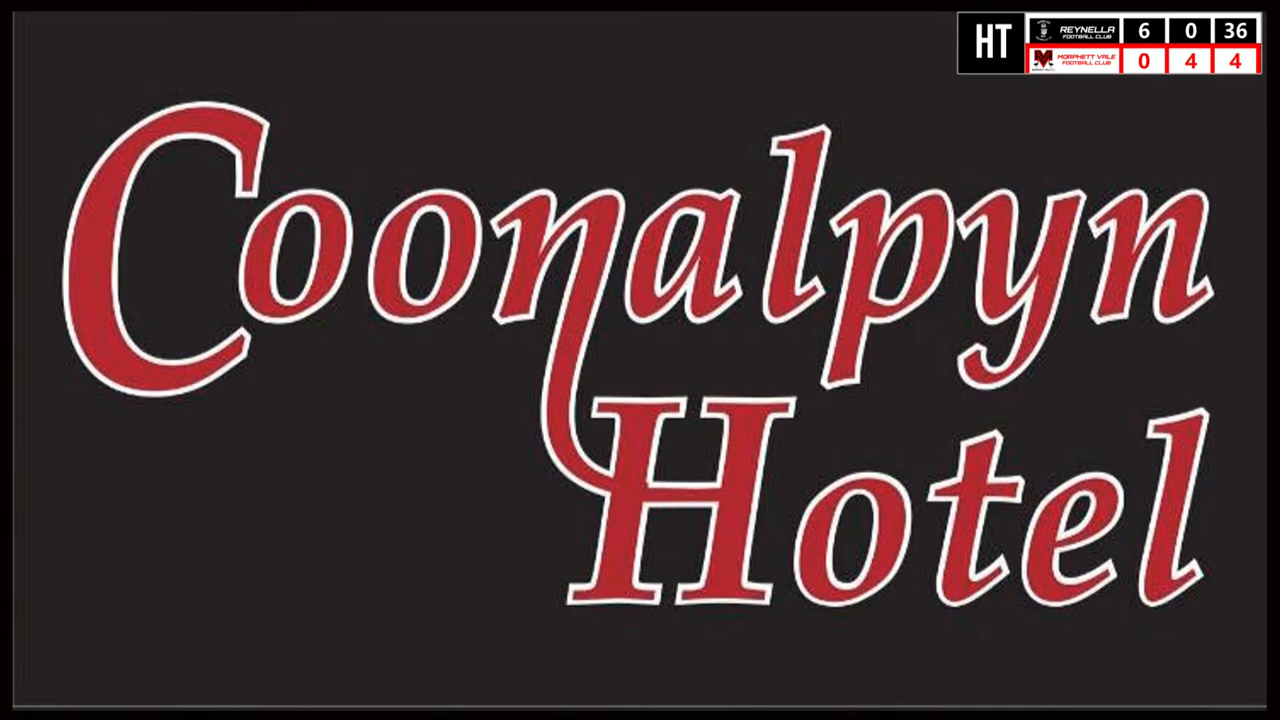 HT
REYNELLA 6 0 36
FOOTBALL CLUB
MORPHETT VALE 0 4 4
FOOTBALL CLUB
Coonalpyn
Hotel